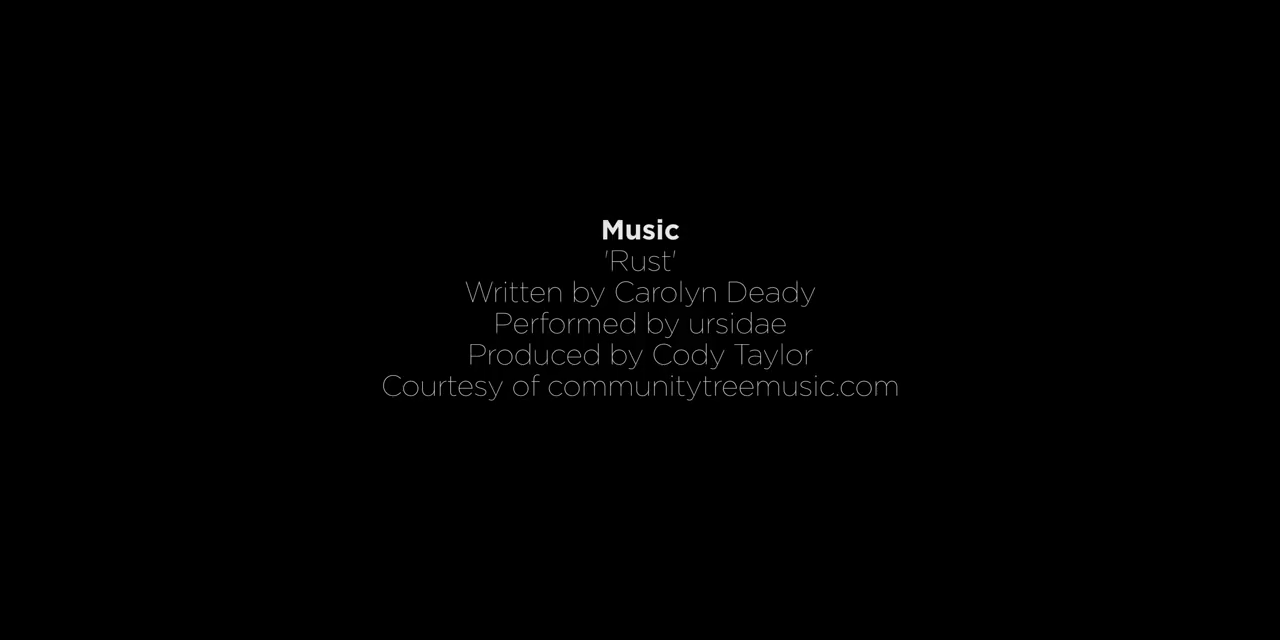 Music
'Rust'
Written by Carolyn Deady
Performed by ursidae
Produced by Cody Taylor
Courtesy of communitytreemusic.com